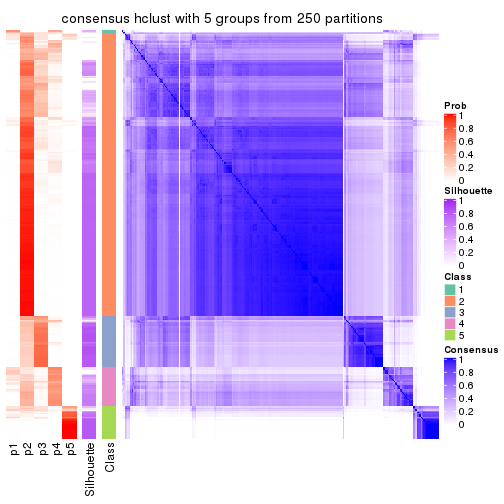 consensus hclust with 5 groups from 250 partitions
Prob
1
0.8
0.6
0.4
0.2
0
Silhouette
1
0.8
0.6
0.4
0.2
0
Class
1
2
3
4
5
Consensus
1
0.8
0.6
0.4
0.2
0
p1
p2
p3
p4
p5
Silhouette
Class